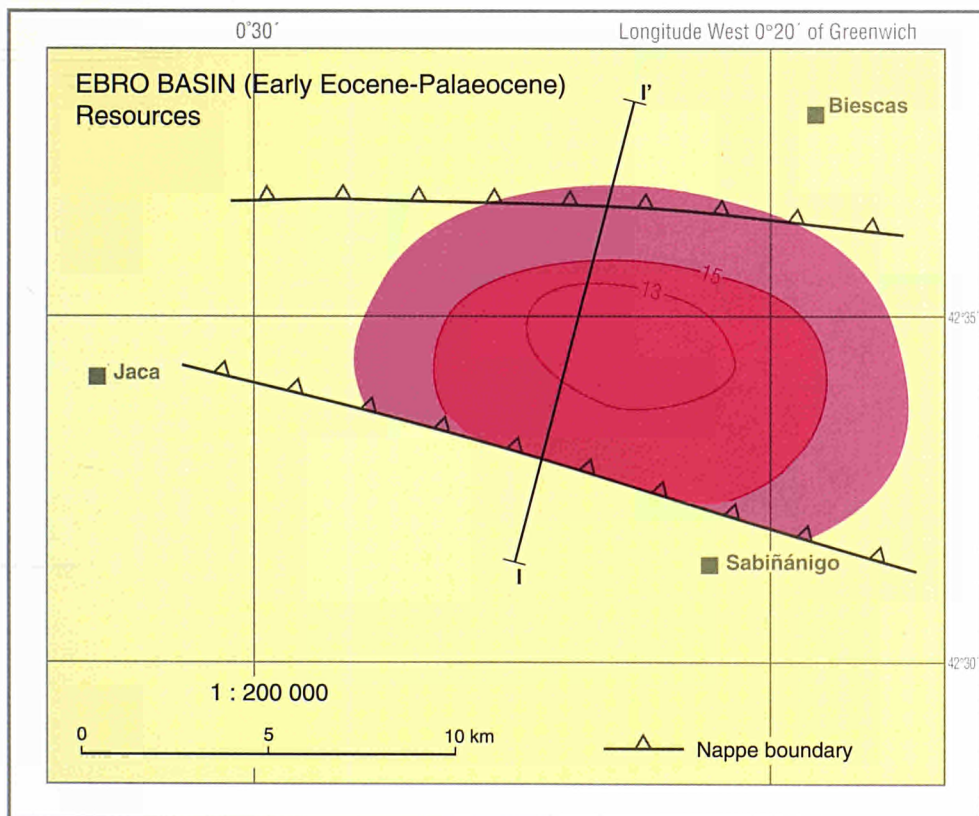 0°30´
Longitude West 0°20´ of Greenwich
EBRO BASIN (Early Eocene-Palaeocene)
Resources
I'
Biescas
15
13
42°35'
Jaca
Sabiñánigo
I
42°30'
1 : 200 000
0 5 10 km
Nappe boundary